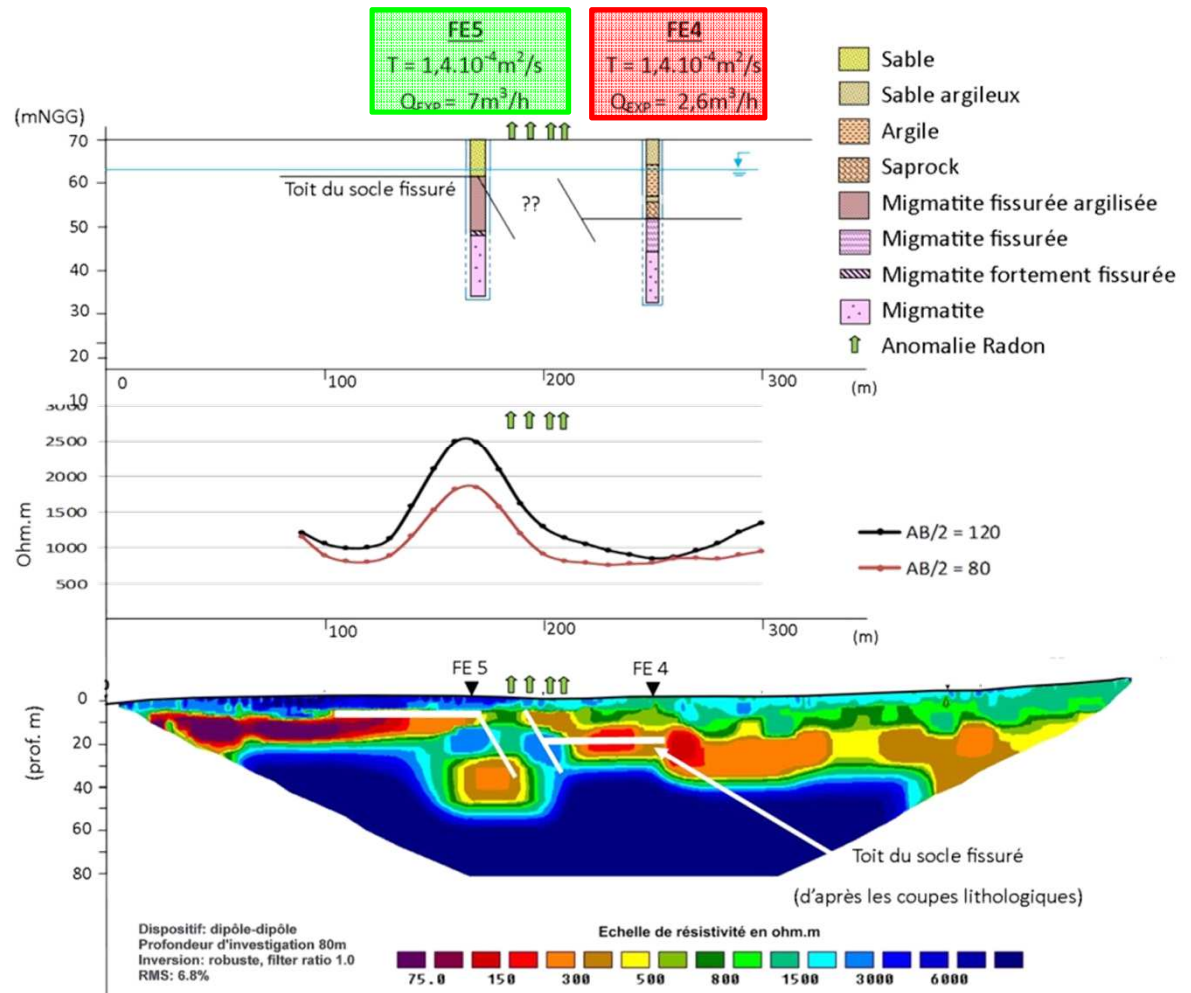 FE5
T = 1,4.10⁻⁴m²/s
Q_EXP = 7m³/h
FE4
T = 1,4.10⁻⁴m²/s
Q_EXP = 2,6m³/h
(mNGG)
70
60
50
40
30
20
10
Toit du socle fissuré
??
0
100
200
300
(m)
Sable
Sable argileux
Argile
Saprock
Migmatite fissurée argilisée
Migmatite fissurée
Migmatite fortement fissurée
Migmatite
Anomalie Radon
3000
2500
2000
1500
1000
500
Ohm.m
AB/2 = 120
AB/2 = 80
100
200
300
(m)
FE 5
FE 4
0
20
40
60
80
(prof. m)
Toit du socle fissuré
(d'après les coupes lithologiques)
Dispositif: dipôle-dipôle
Profondeur d'investigation 80m
Inversion: robuste, filter ratio 1.0
RMS: 6.8%
Echelle de résistivité en ohm.m
75.0 150 300 500 800 1500 3000 6000